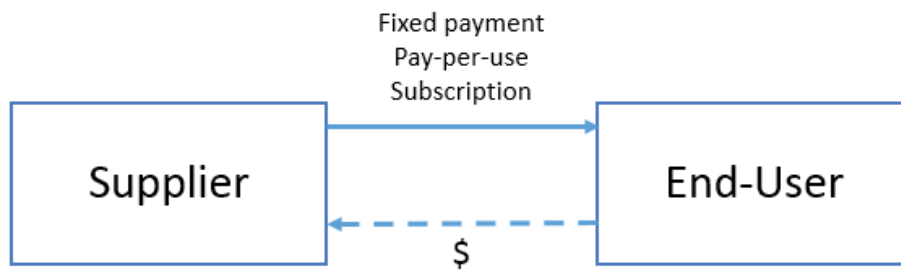 Fixed payment
Pay-per-use
Subscription
Supplier
End-User
$